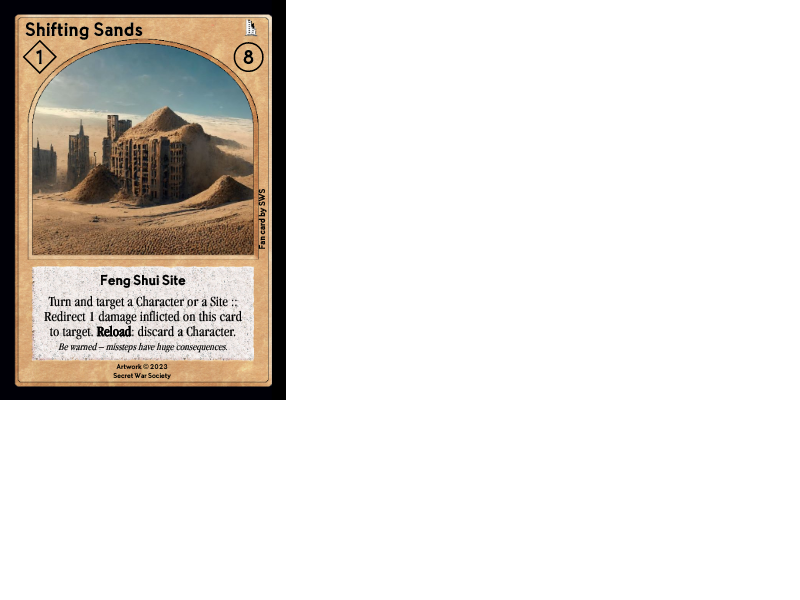 Shifting Sands
1
8
Fan card by SWS
Feng Shui Site
Turn and target a Character or a Site ::
Redirect 1 damage inflicted on this card
to target. Reload: discard a Character.
Be warned – missteps have huge consequences.
Artwork © 2023
Secret War Society